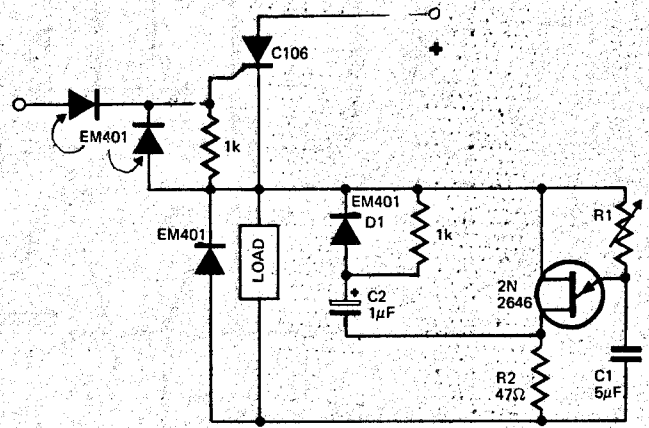 C106
+
EM401
1k
EM401
LOAD
EM401
D1
1k
+
C2
1μF
2N
2646
R1
R2
47Ω
C1
5μF